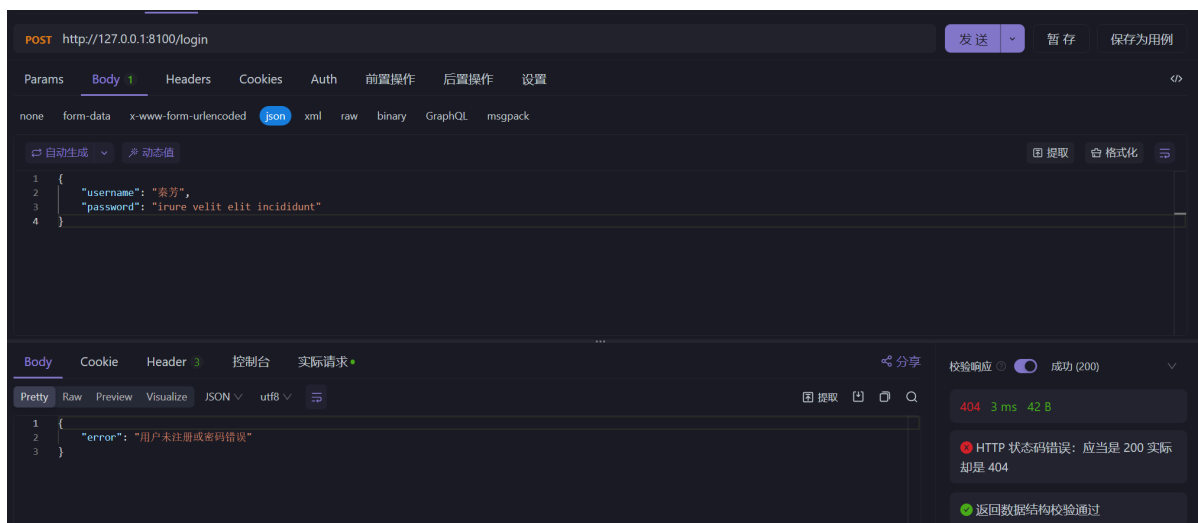 POST http://127.0.0.1:8100/login 发送 暂存 保存为用例
Params Body 1 Headers Cookies Auth 前置操作 后置操作 设置 </>
none form-data x-www-form-urlencoded json xml raw binary GraphQL msgpack
自动生成 动态值 提取 格式化
1 {
2 "username": "秦芳",
3 "password": "irure velit elit incididunt"
4 }
Body Cookie Header 3 控制台 实际请求 分享
Pretty Raw Preview Visualize JSON utf8 提取
1 {
2 "error": "用户未注册或密码错误"
3 }
校验响应 成功 (200)
404 3 ms 42 B
HTTP 状态码错误：应当是 200 实际
却是 404
返回数据结构校验通过